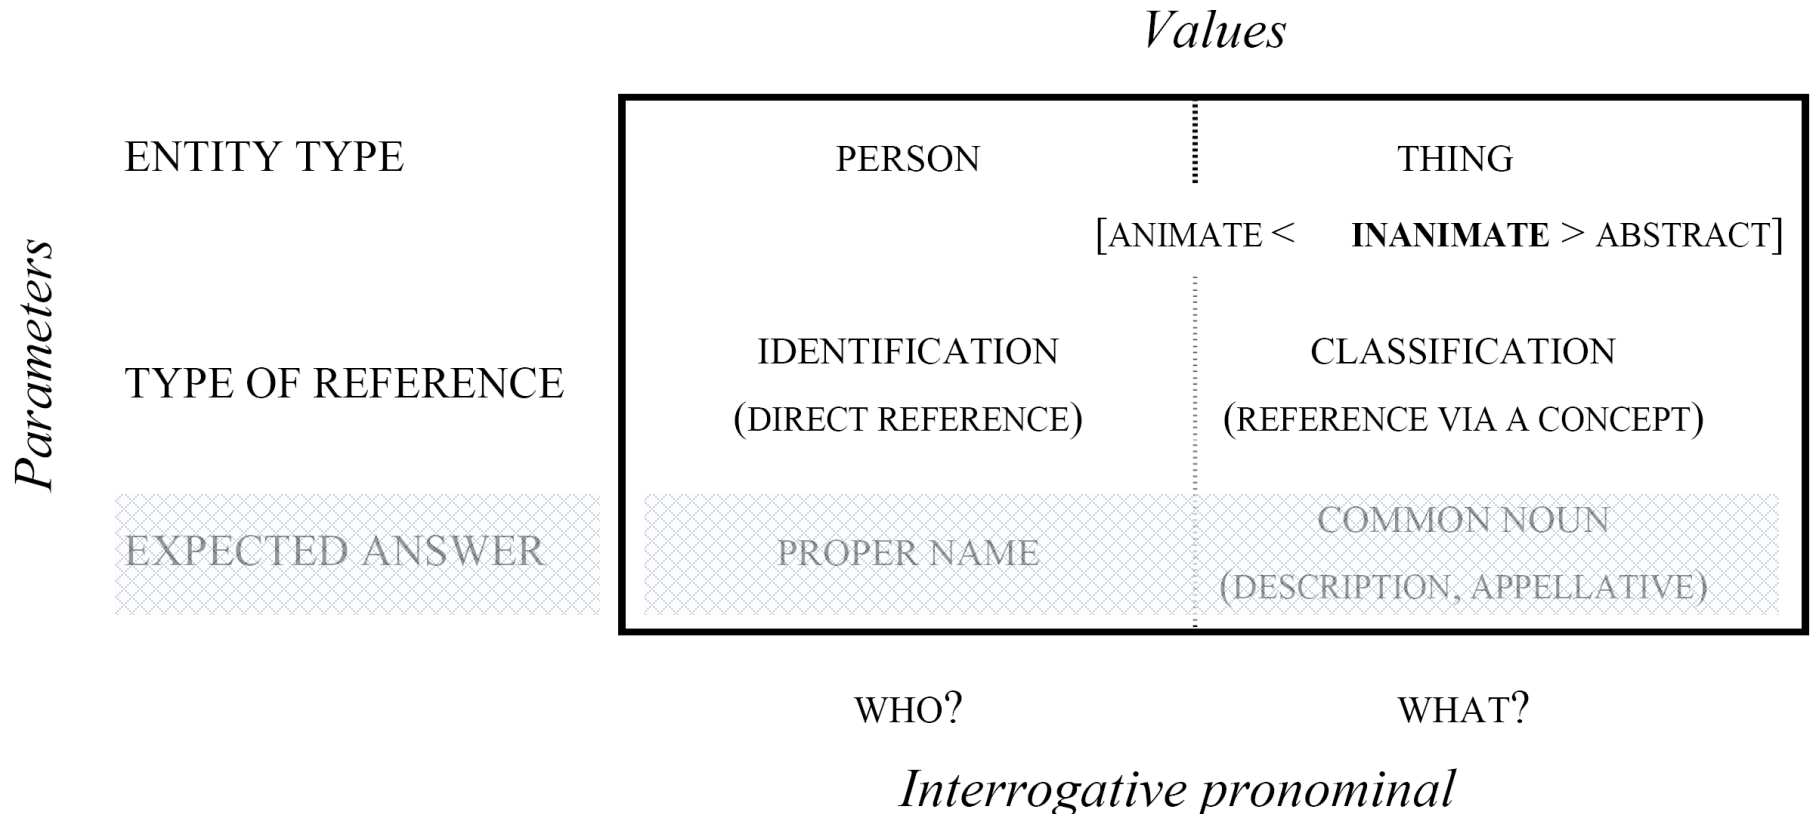 Values
Parameters
ENTITY TYPE PERSON THING
[ANIMATE < INANIMATE > ABSTRACT]
TYPE OF REFERENCE
IDENTIFICATION
(DIRECT REFERENCE)
CLASSIFICATION
(REFERENCE VIA A CONCEPT)
EXPECTED ANSWER
PROPER NAME
COMMON NOUN
(DESCRIPTION, APPELLATIVE)
WHO? WHAT?
Interrogative pronominal